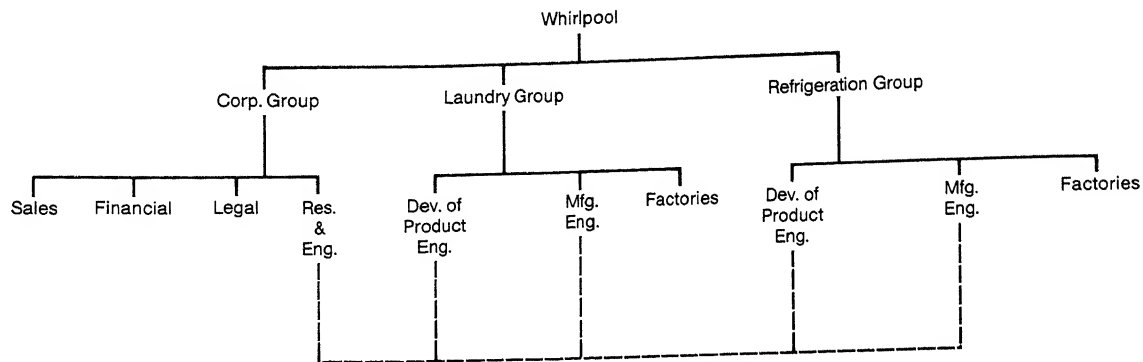 Whirlpool
Corp. Group
Laundry Group
Refrigeration Group
Sales
Financial
Legal
Res.
&
Eng.
Dev. of
Product
Eng.
Mfg.
Eng.
Factories
Dev. of
Product
Eng.
Mfg.
Eng.
Factories